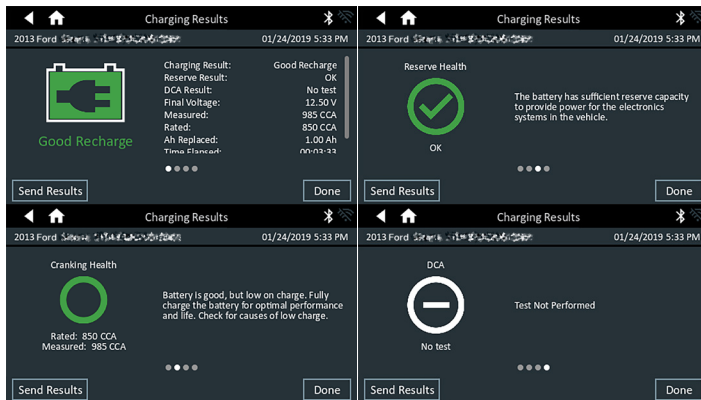 Charging Results
2013 Ford
01/24/2019 5:33 PM
Good Recharge
Charging Result: Good Recharge
Reserve Result: OK
DCA Result: No test
Final Voltage: 12.50 V
Measured: 985 CCA
Rated: 850 CCA
Ah Replaced: 1.00 Ah
Time Elapsed: 00:03:33
Send Results
Done
Charging Results
2013 Ford
01/24/2019 5:33 PM
Reserve Health
OK
The battery has sufficient reserve capacity
to provide power for the electronics
systems in the vehicle.
Send Results
Done
Charging Results
2013 Ford
01/24/2019 5:33 PM
Cranking Health
Rated: 850 CCA
Measured: 985 CCA
Battery is good, but low on charge. Fully
charge the battery for optimal performance
and life. Check for causes of low charge.
Send Results
Done
Charging Results
2013 Ford
01/24/2019 5:33 PM
DCA
No test
Test Not Performed
Send Results
Done